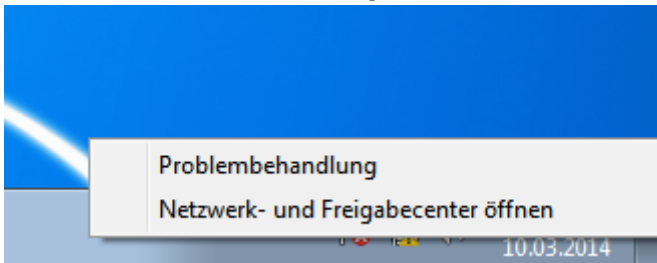 Problembehandlung
Netzwerk- und Freigabecenter öffnen
10.03.2014